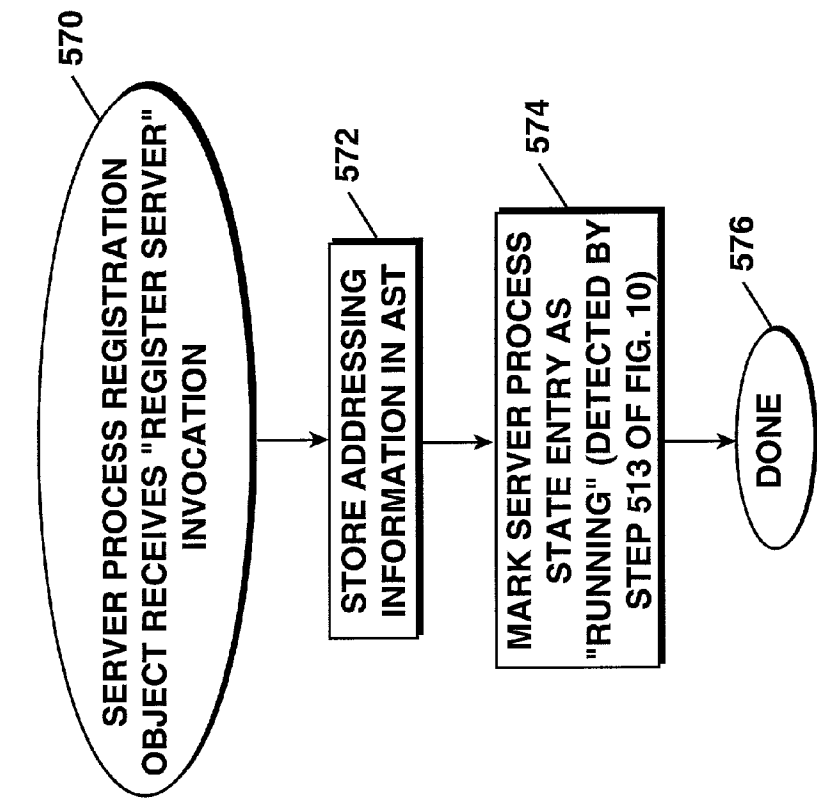 570
SERVER PROCESS REGISTRATION
OBJECT RECEIVES "REGISTER SERVER"
INVOCATION
572
STORE ADDRESSING
INFORMATION IN AST
574
MARK SERVER PROCESS
STATE ENTRY AS
"RUNNING" (DETECTED BY
STEP 513 OF FIG. 10)
576
DONE